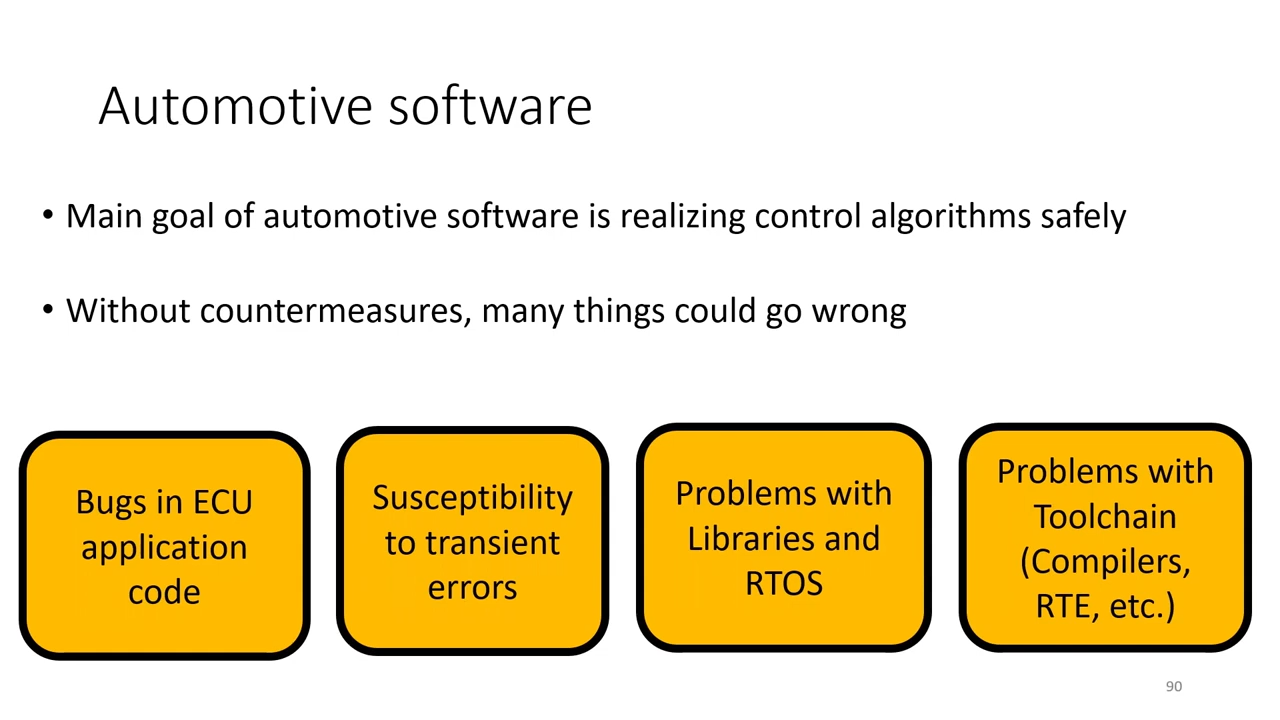 Automotive software
• Main goal of automotive software is realizing control algorithms safely
• Without countermeasures, many things could go wrong
Bugs in ECU
application
code
Susceptibility
to transient
errors
Problems with
Libraries and
RTOS
Problems with
Toolchain
(Compilers,
RTE, etc.)
90